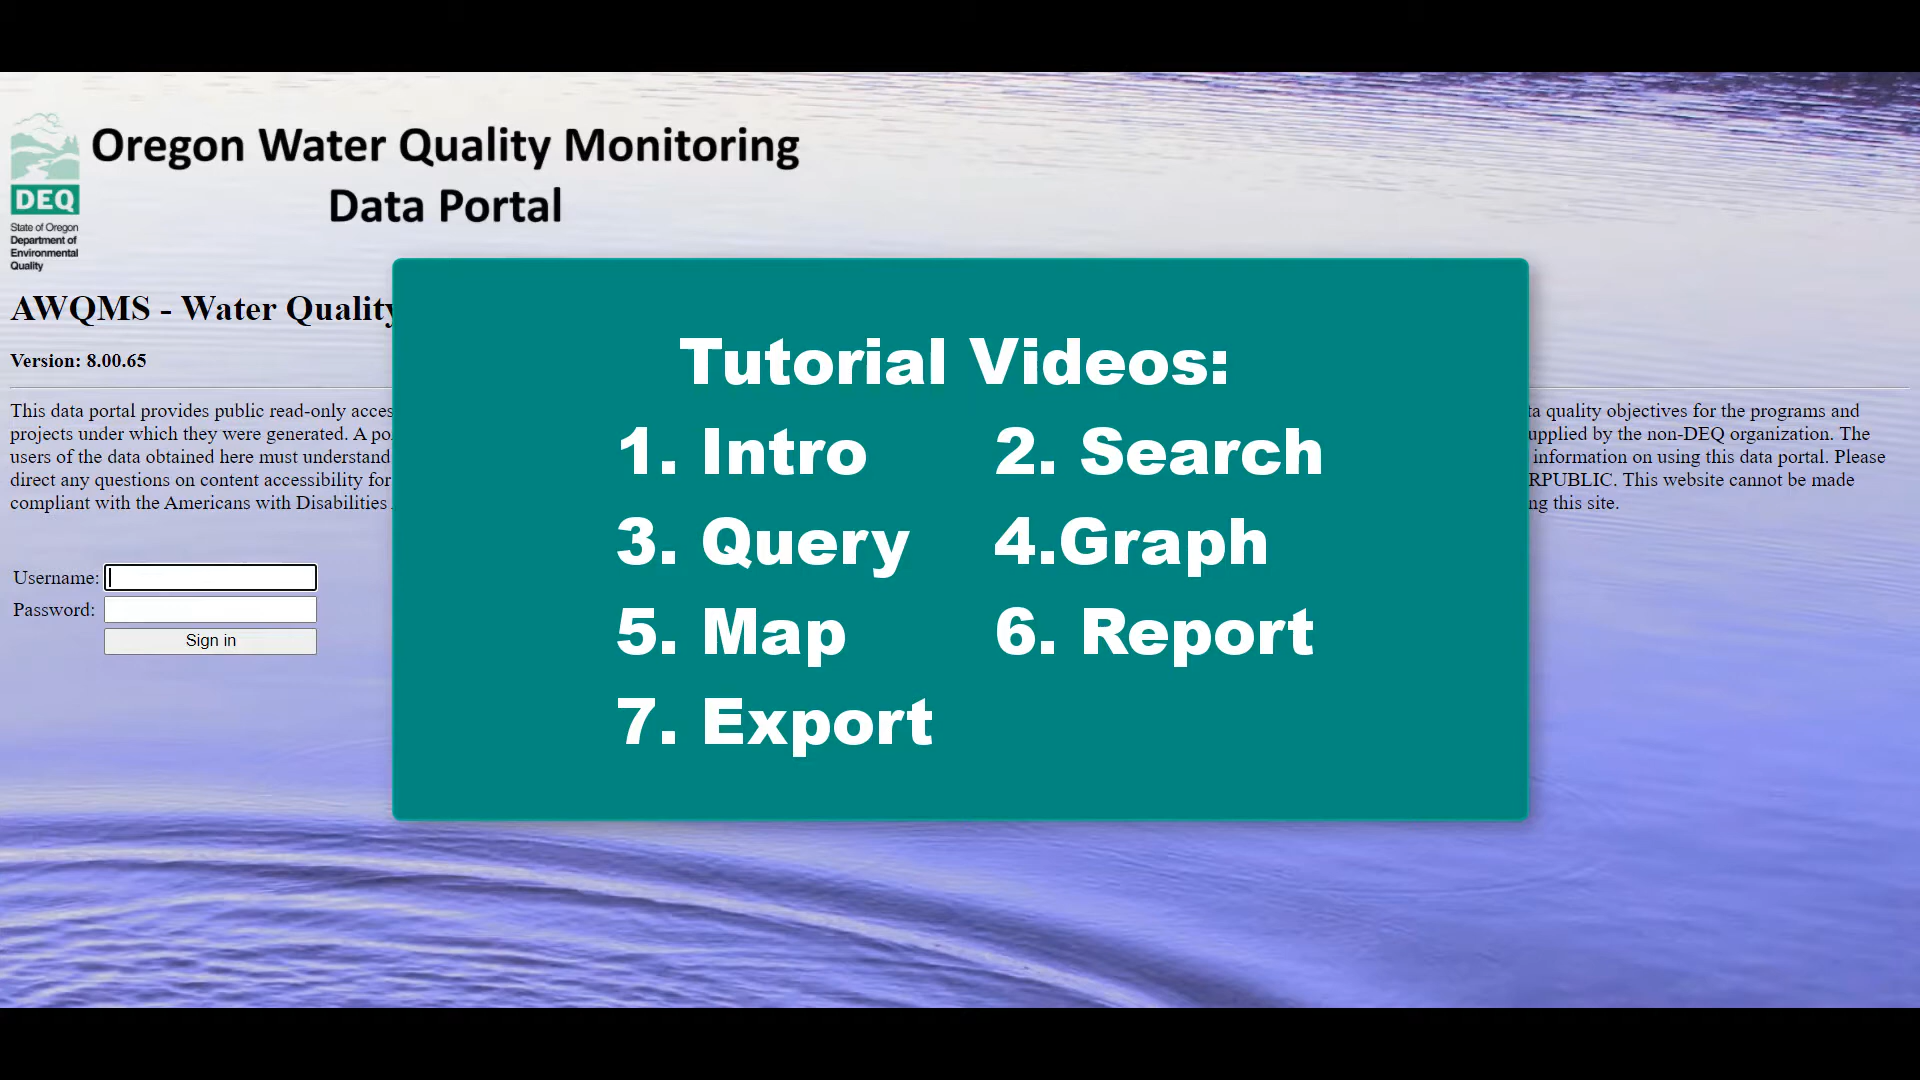 Oregon Water Quality Monitoring
Data Portal
DEQ
State of Oregon
Department of
Environmental
Quality
AWQMS - Water Quality
Version: 8.00.65
This data portal provides public read-only acces
projects under which they were generated. A po
users of the data obtained here must understand
direct any questions on content accessibility for
compliant with the Americans with Disabilities
ta quality objectives for the programs and
upplied by the non-DEQ organization. The
information on using this data portal. Please
RPUBLIC. This website cannot be made
ng this site.
Tutorial Videos:
1. Intro 2. Search
3. Query 4.Graph
5. Map 6. Report
7. Export
Username:
Password:
Sign in